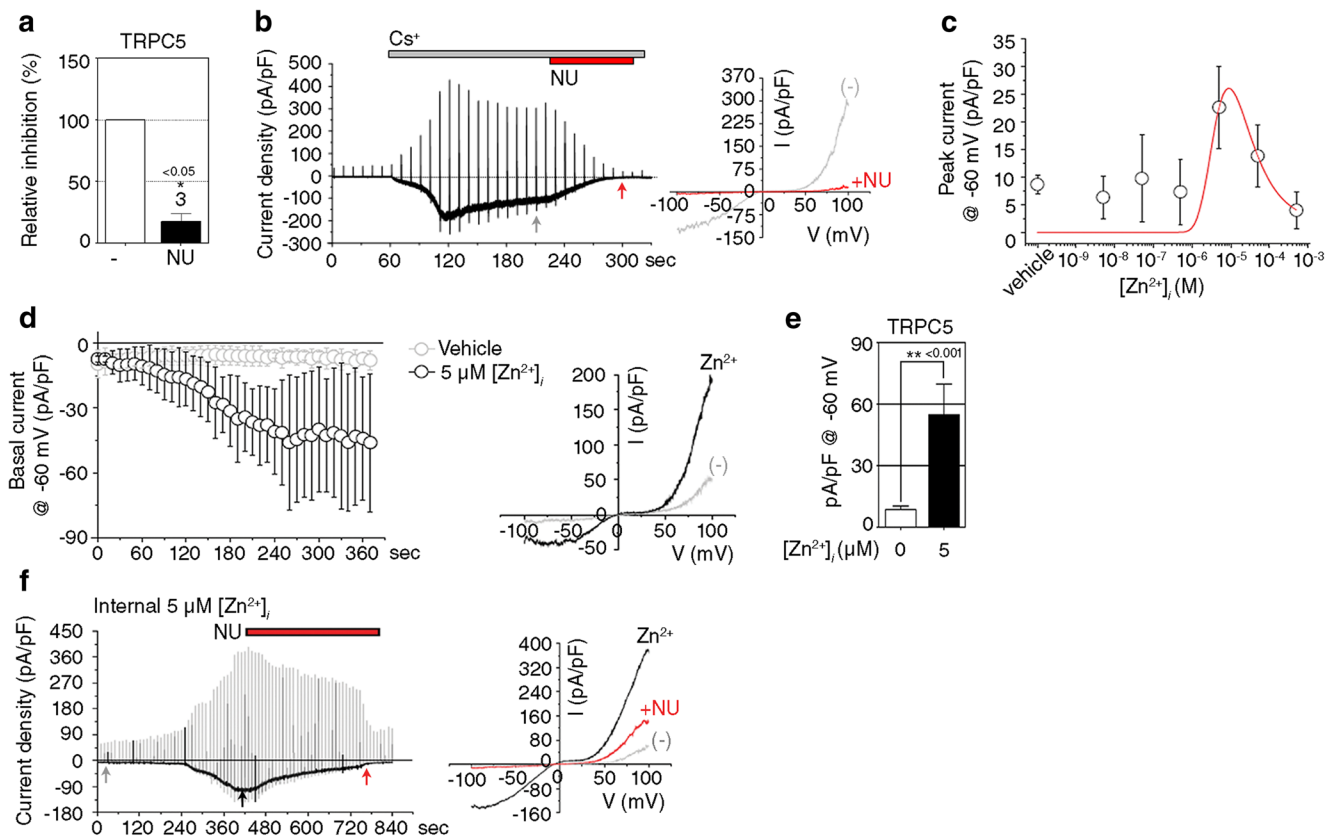 a
TRPC5
Relative inhibition (%)
150
100
50
0
<0.05
*
3
-
NU
b
Cs+
NU
Current density (pA/pF)
500
400
300
200
100
0
-100
-200
-300
0
60
120
180
240
300
sec
370
300
225
150
75
0
-75
-150
I (pA/pF)
(-)
+NU
-100
-50
50
100
V (mV)
c
Peak current
@ -60 mV (pA/pF)
35
30
25
20
15
10
5
0
vehicle
10-9
10-8
10-7
10-6
10-5
10-4
10-3
[Zn2+]i (M)
d
Basal current
@ -60 mV (pA/pF)
0
-30
-60
-90
0
60
120
180
240
300
360
sec
Vehicle
5 µM [Zn2+]i
200
150
100
50
0
-50
I (pA/pF)
Zn2+
(-)
-100
-50
0
50
100
V (mV)
e
TRPC5
pA/pF @ -60 mV
90
60
30
0
** <0.001
[Zn2+]i (µM)
0
5
f
Internal 5 µM [Zn2+]i
NU
Current density (pA/pF)
450
360
270
180
90
0
-90
-180
0
120
240
360
480
600
720
840
sec
400
320
240
160
80
0
-80
-160
I (pA/pF)
Zn2+
+NU
(-)
-100
-50
0
50
100
V (mV)